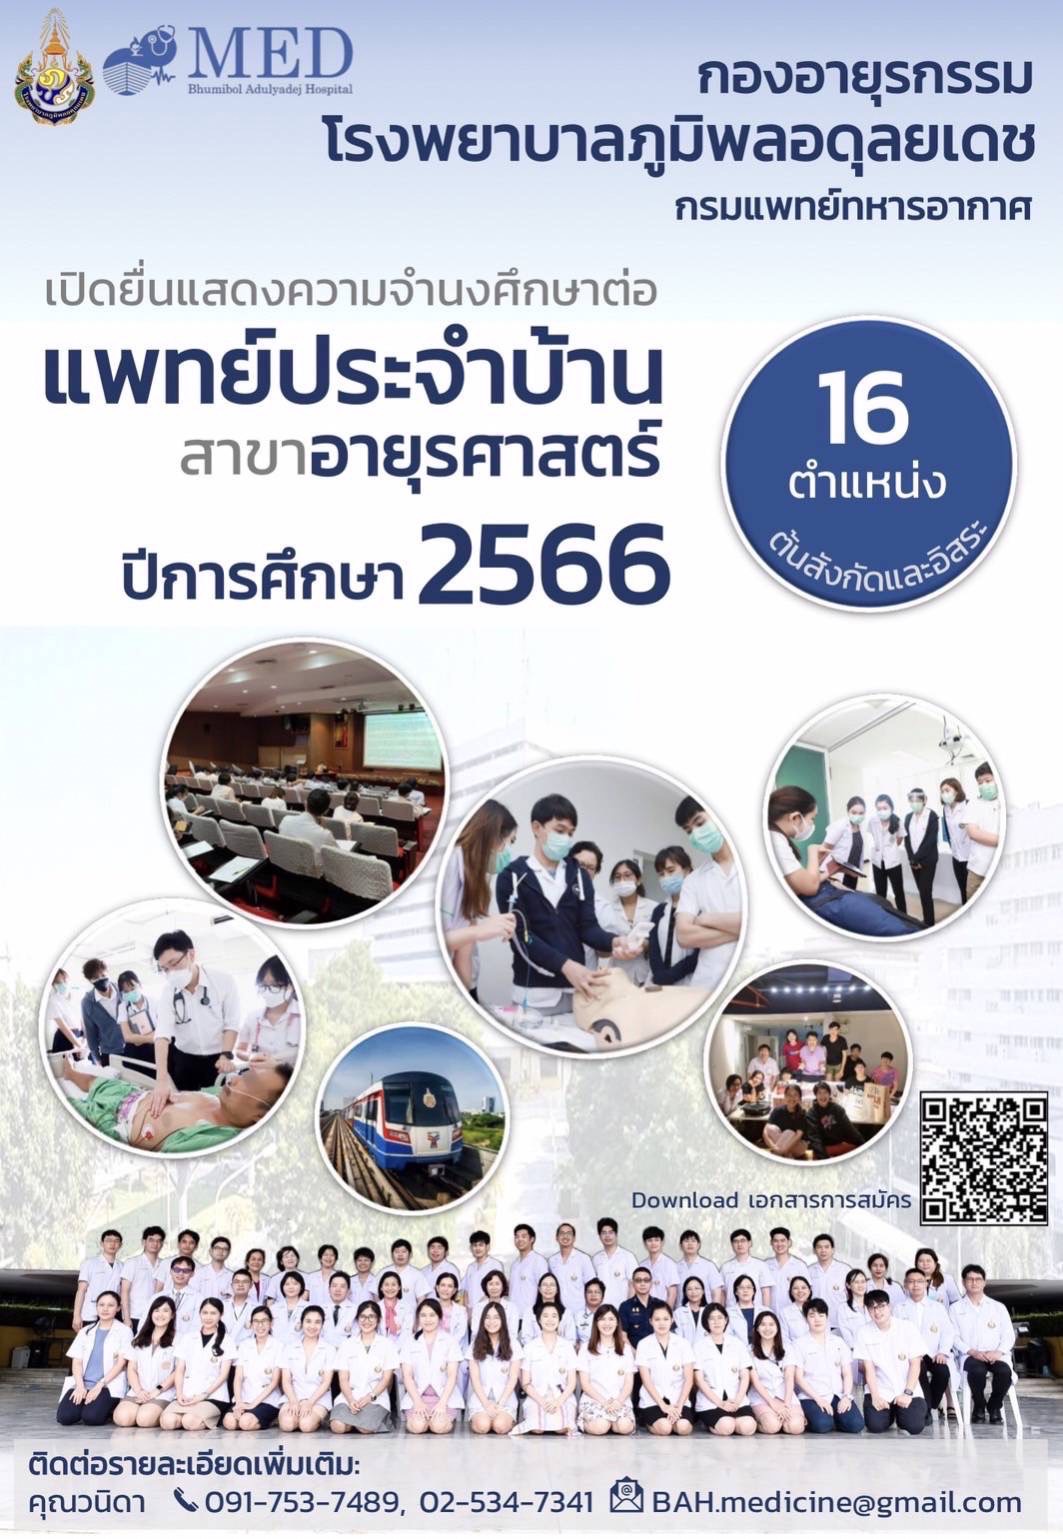 MED
Bhumibol Adulyadej Hospital
กองอายุรกรรม
โรงพยาบาลภูมิพลอดุลยเดช
กรมแพทย์ทหารอากาศ
เปิดยื่นแสดงความจำนงศึกษาต่อ
แพทย์ประจำบ้าน
สาขาอายุรศาสตร์
ปีการศึกษา 2566
16
ตำแหน่ง
ต้นสังกัดและอิสระ
Download เอกสารการสมัคร
ติดต่อรายละเอียดเพิ่มเติม:
คุณวนิดา 091-753-7489, 02-534-7341 BAH.medicine@gmail.com